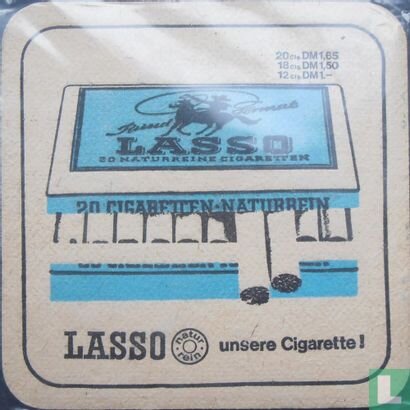 20 Cig. DM 1,65
18 Cig. DM 1,50
12 Cig. DM 1.-
Rund Format
LASSO
20 NATURREINE CIGARETTEN
20 CIGARETTEN·NATURREIN
LASSO natur rein unsere Cigarette!